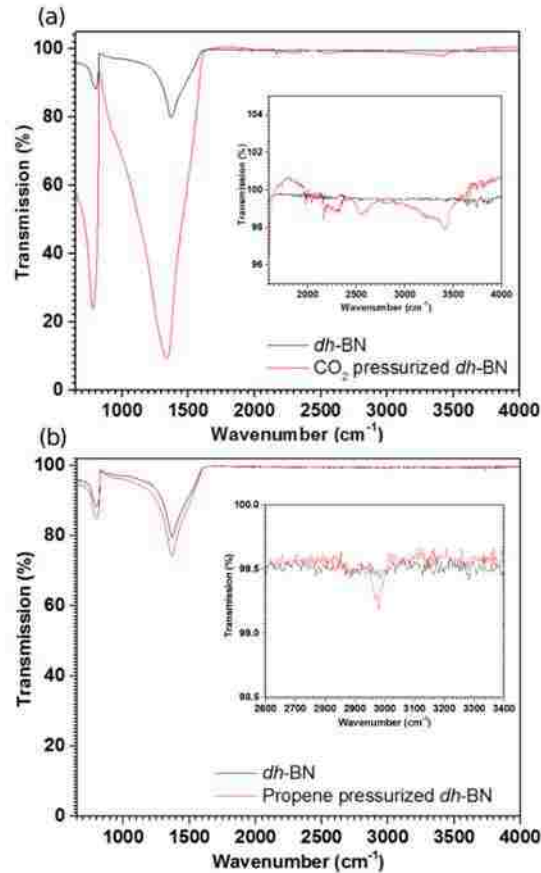 (a)
100
80
60
40
20
0
Transmission (%)
1000 1500 2000 2500 3000 3500 4000
Wavenumber (cm-1)
104
102
100
98
96
Transmission (%)
2000 2500 3000 3500 4000
Wavenumber (cm-1)
dh-BN
CO2 pressurized dh-BN
(b)
100
80
60
40
20
0
Transmission (%)
1000 1500 2000 2500 3000 3500 4000
Wavenumber (cm-1)
100.0
99.5
99.0
98.5
Transmission (%)
2600 2700 2800 2900 3000 3100 3200 3300 3400
Wavenumber (cm-1)
dh-BN
Propene pressurized dh-BN